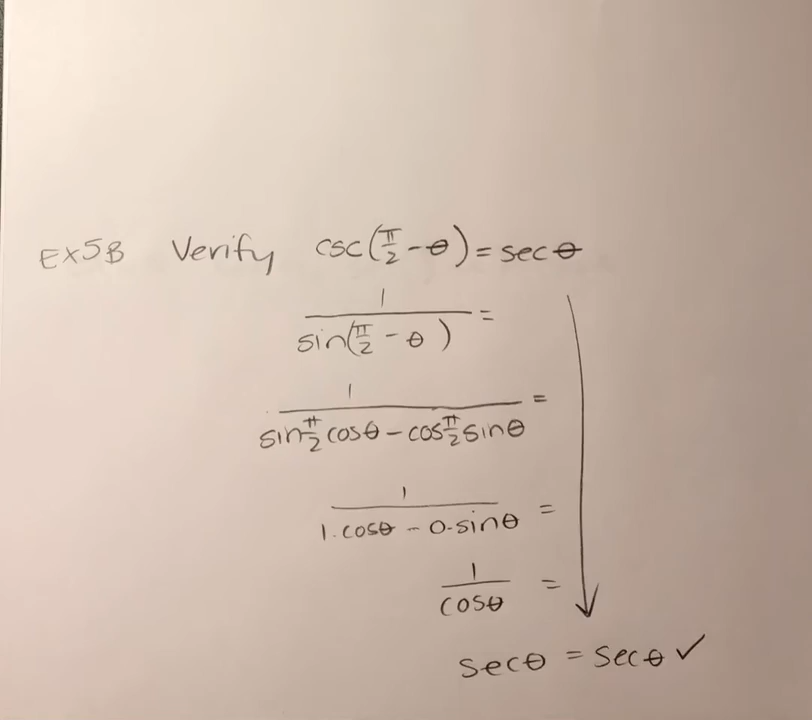 EX5B Verify csc(π/2 - θ) = sec θ
1/sin(π/2 - θ) =
1/sin π/2 cosθ - cos π/2 sinθ =
1/1·cosθ - 0·sinθ =
1/cosθ =
secθ = secθ ✓